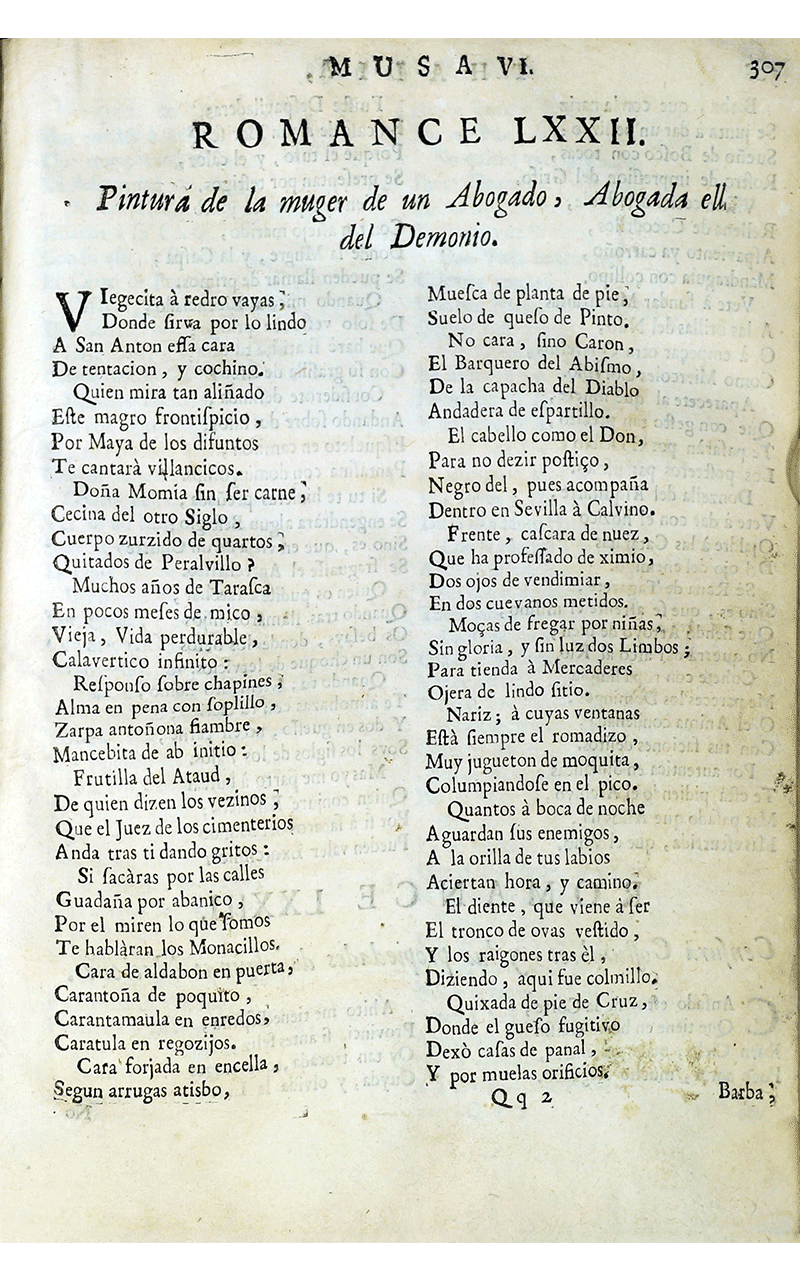 MUSA VI. 307
ROMANCE LXXII.
Pintura de la muger de un Abogado, Abogada ell
del Demonio.
VIegecita à redro vayas;
Donde ſirva por lo lindo
A San Anton eſſa cara
De tentacion, y cochino.
Quien mira tan aliñado
Eſte magro frontiſpicio,
Por Maya de los difuntos
Te cantarà villancicos.
Doña Momia ſin ſer carne;
Cecina del otro Siglo,
Cuerpo zurzido de quartos;
Quitados de Peralvillo?
Muchos años de Taraſca
En pocos meſes de mico,
Vieja, Vida perdurable,
Calavertico infinito:
Reſponſo ſobre chapines;
Alma en pena con ſoplillo,
Zarpa antoñona fiambre,
Mancebita de ab initio:
Frutilla del Ataud,
De quien dizen los vezinos;
Que el Juez de los cimenterios
Anda tras ti dando gritos:
Si ſacàras por las calles
Guadaña por abanico,
Por el miren lo que ſomos
Te hablàran los Monacillos.
Cara de aldabon en puerta,
Carantoña de poquito,
Carantamaula en enredos,
Caratula en regozijos.
Cara forjada en encella,
Segun arrugas atisbo,
Mueſca de planta de pie,
Suelo de queſo de Pinto.
No cara, ſino Caron,
El Barquero del Abiſmo,
De la capacha del Diablo
Andadera de eſpartillo.
El cabello como el Don,
Para no dezir poſtiço,
Negro del, pues acompaña
Dentro en Sevilla à Calvino.
Frente, caſcara de nuez,
Que ha profeſſado de ximio,
Dos ojos de vendimiar,
En dos cuevanos metidos.
Moças de fregar por niñas,
Sin gloria, y ſin luz dos Limbos;
Para tienda à Mercaderes
Ojera de lindo ſitio.
Nariz; à cuyas ventanas
Eſtà ſiempre el romadizo,
Muy jugueton de moquita,
Columpiandoſe en el pico.
Quantos à boca de noche
Aguardan ſus enemigos,
A la orilla de tus labios
Aciertan hora, y camino.
El diente, que viene à ſer
El tronco de ovas veſtido,
Y los raigones tras èl,
Diziendo, aqui fue colmillo.
Quixada de pie de Cruz,
Donde el gueſo fugitivo
Dexò caſas de panal,
Y por muelas orificios.
Qq 2 Barba;